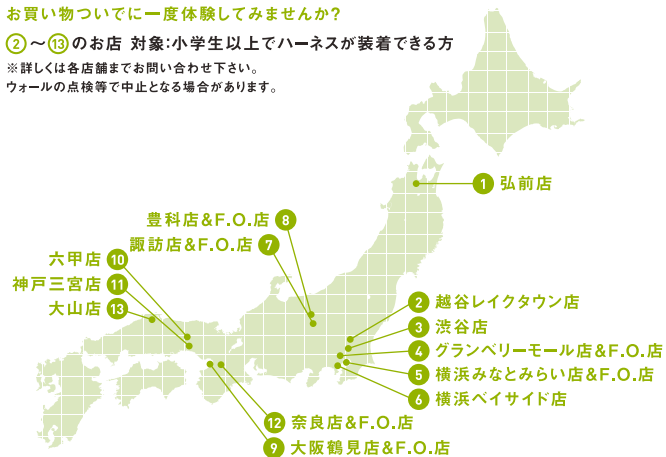 お買い物ついでに一度体験してみませんか?
②〜⑬のお店 対象:小学生以上でハーネスが装着できる方
※詳しくは各店舗までお問い合わせ下さい。
ウォールの点検等で中止となる場合があります。
1 弘前店
豊科店&F.O.店 8
諏訪店&F.O.店 7
六甲店 10
神戸三宮店 11
大山店 13
2 越谷レイクタウン店
3 渋谷店
4 グランベリーモール店&F.O.店
5 横浜みなとみらい店&F.O.店
6 横浜ベイサイド店
12 奈良店&F.O.店
9 大阪鶴見店&F.O.店